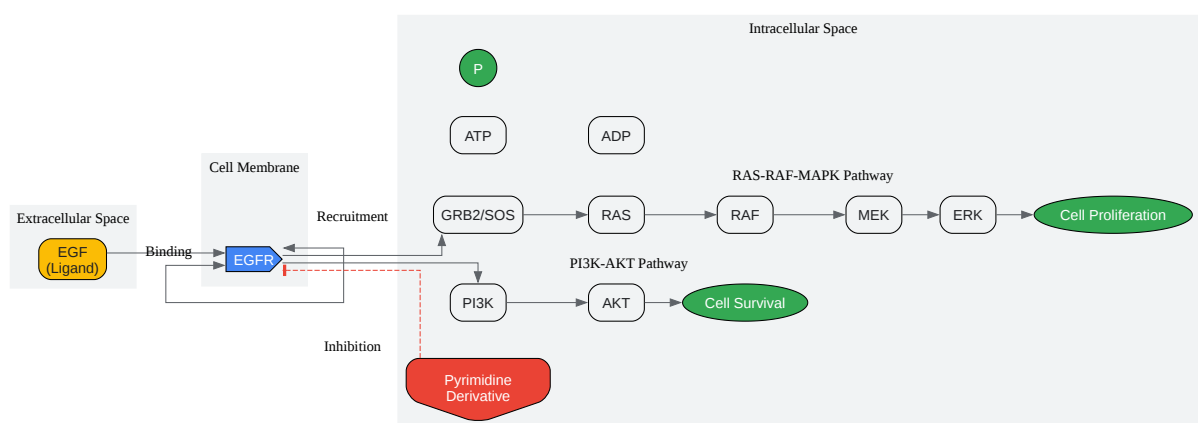 Intracellular Space
P
ATP
ADP
Cell Membrane
RAS-RAF-MAPK Pathway
Extracellular Space
Recruitment
GRB2/SOS
RAS
RAF
MEK
ERK
Cell Proliferation
EGF
(Ligand)
Binding
EGFR
PI3K-AKT Pathway
PI3K
AKT
Cell Survival
Inhibition
Pyrimidine
Derivative